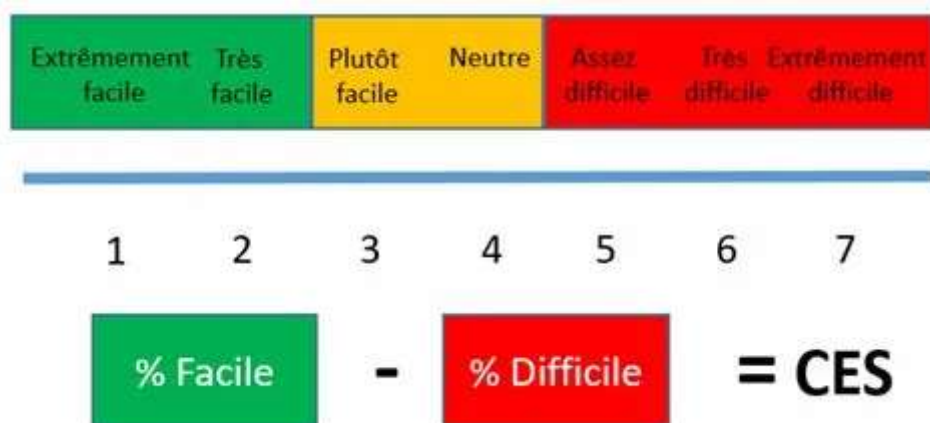 Extrêmement Très Plutôt Neutre Assez Très Extrêmement
facile facile facile difficile difficile difficile
1 2 3 4 5 6 7
% Facile - % Difficile = CES